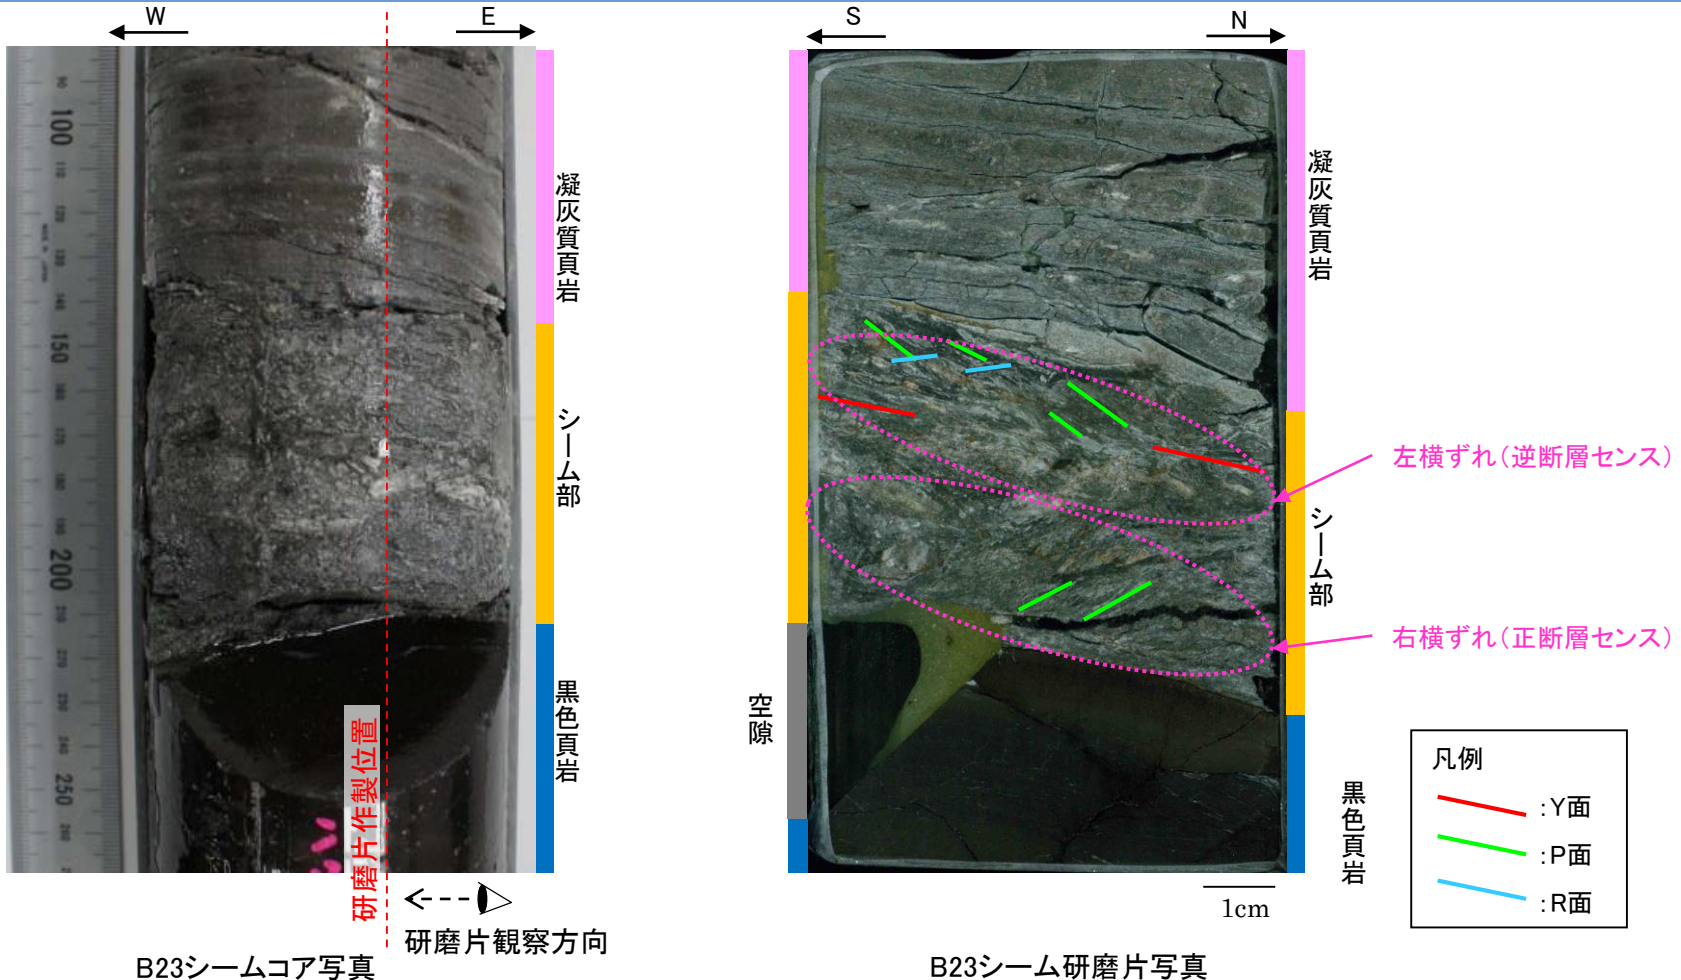 W
E
100
150
200
250
凝灰質頁岩
シーム部
黒色頁岩
研磨片作製位置
研磨片観察方向
B23シームコア写真
S
N
凝灰質頁岩
シーム部
黒色頁岩
空隙
左横ずれ(逆断層センス)
右横ずれ(正断層センス)
凡例
:Y面
:P面
:R面
1cm
B23シーム研磨片写真